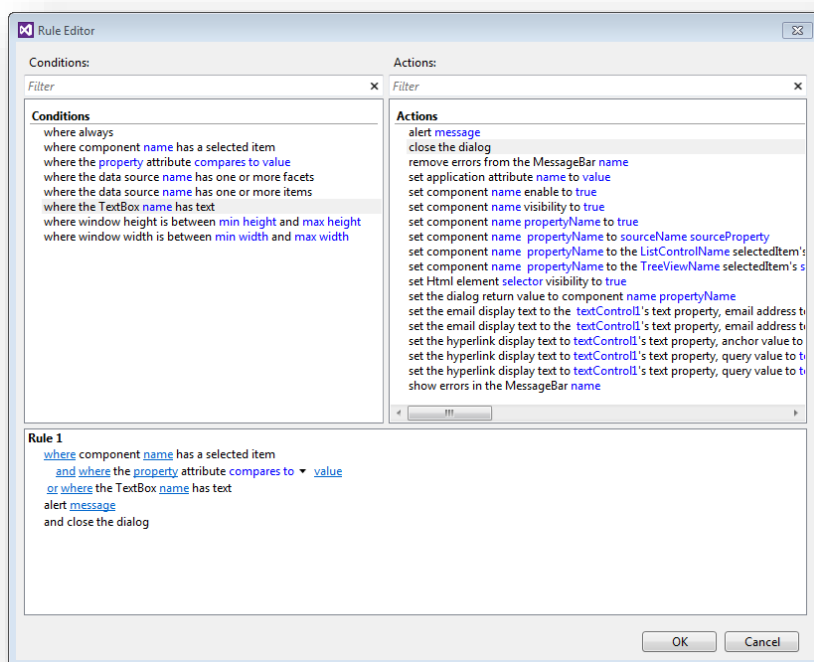 Rule Editor
Conditions:
Actions:
Filter
Filter
Conditions
where always
where component name has a selected item
where the property attribute compares to value
where the data source name has one or more facets
where the data source name has one or more items
where the TextBox name has text
where window height is between min height and max height
where window width is between min width and max width
Actions
alert message
close the dialog
remove errors from the MessageBar name
set application attribute name to value
set component name enable to true
set component name visibility to true
set component name propertyName to true
set component name propertyName to sourceName sourceProperty
set component name propertyName to the ListControlName selectedItem's
set component name propertyName to the TreeViewName selectedItem's s
set Html element selector visibility to true
set the dialog return value to component name propertyName
set the email display text to the textControl1's text property, email address to
set the email display text to the textControl1's text property, email address to
set the hyperlink display text to textControl1's text property, anchor value to
set the hyperlink display text to textControl1's text property, query value to t
set the hyperlink display text to textControl1's text property, query value to t
show errors in the MessageBar name
Rule 1
where component name has a selected item
and where the property attribute compares to value
or where the TextBox name has text
alert message
and close the dialog
OK
Cancel